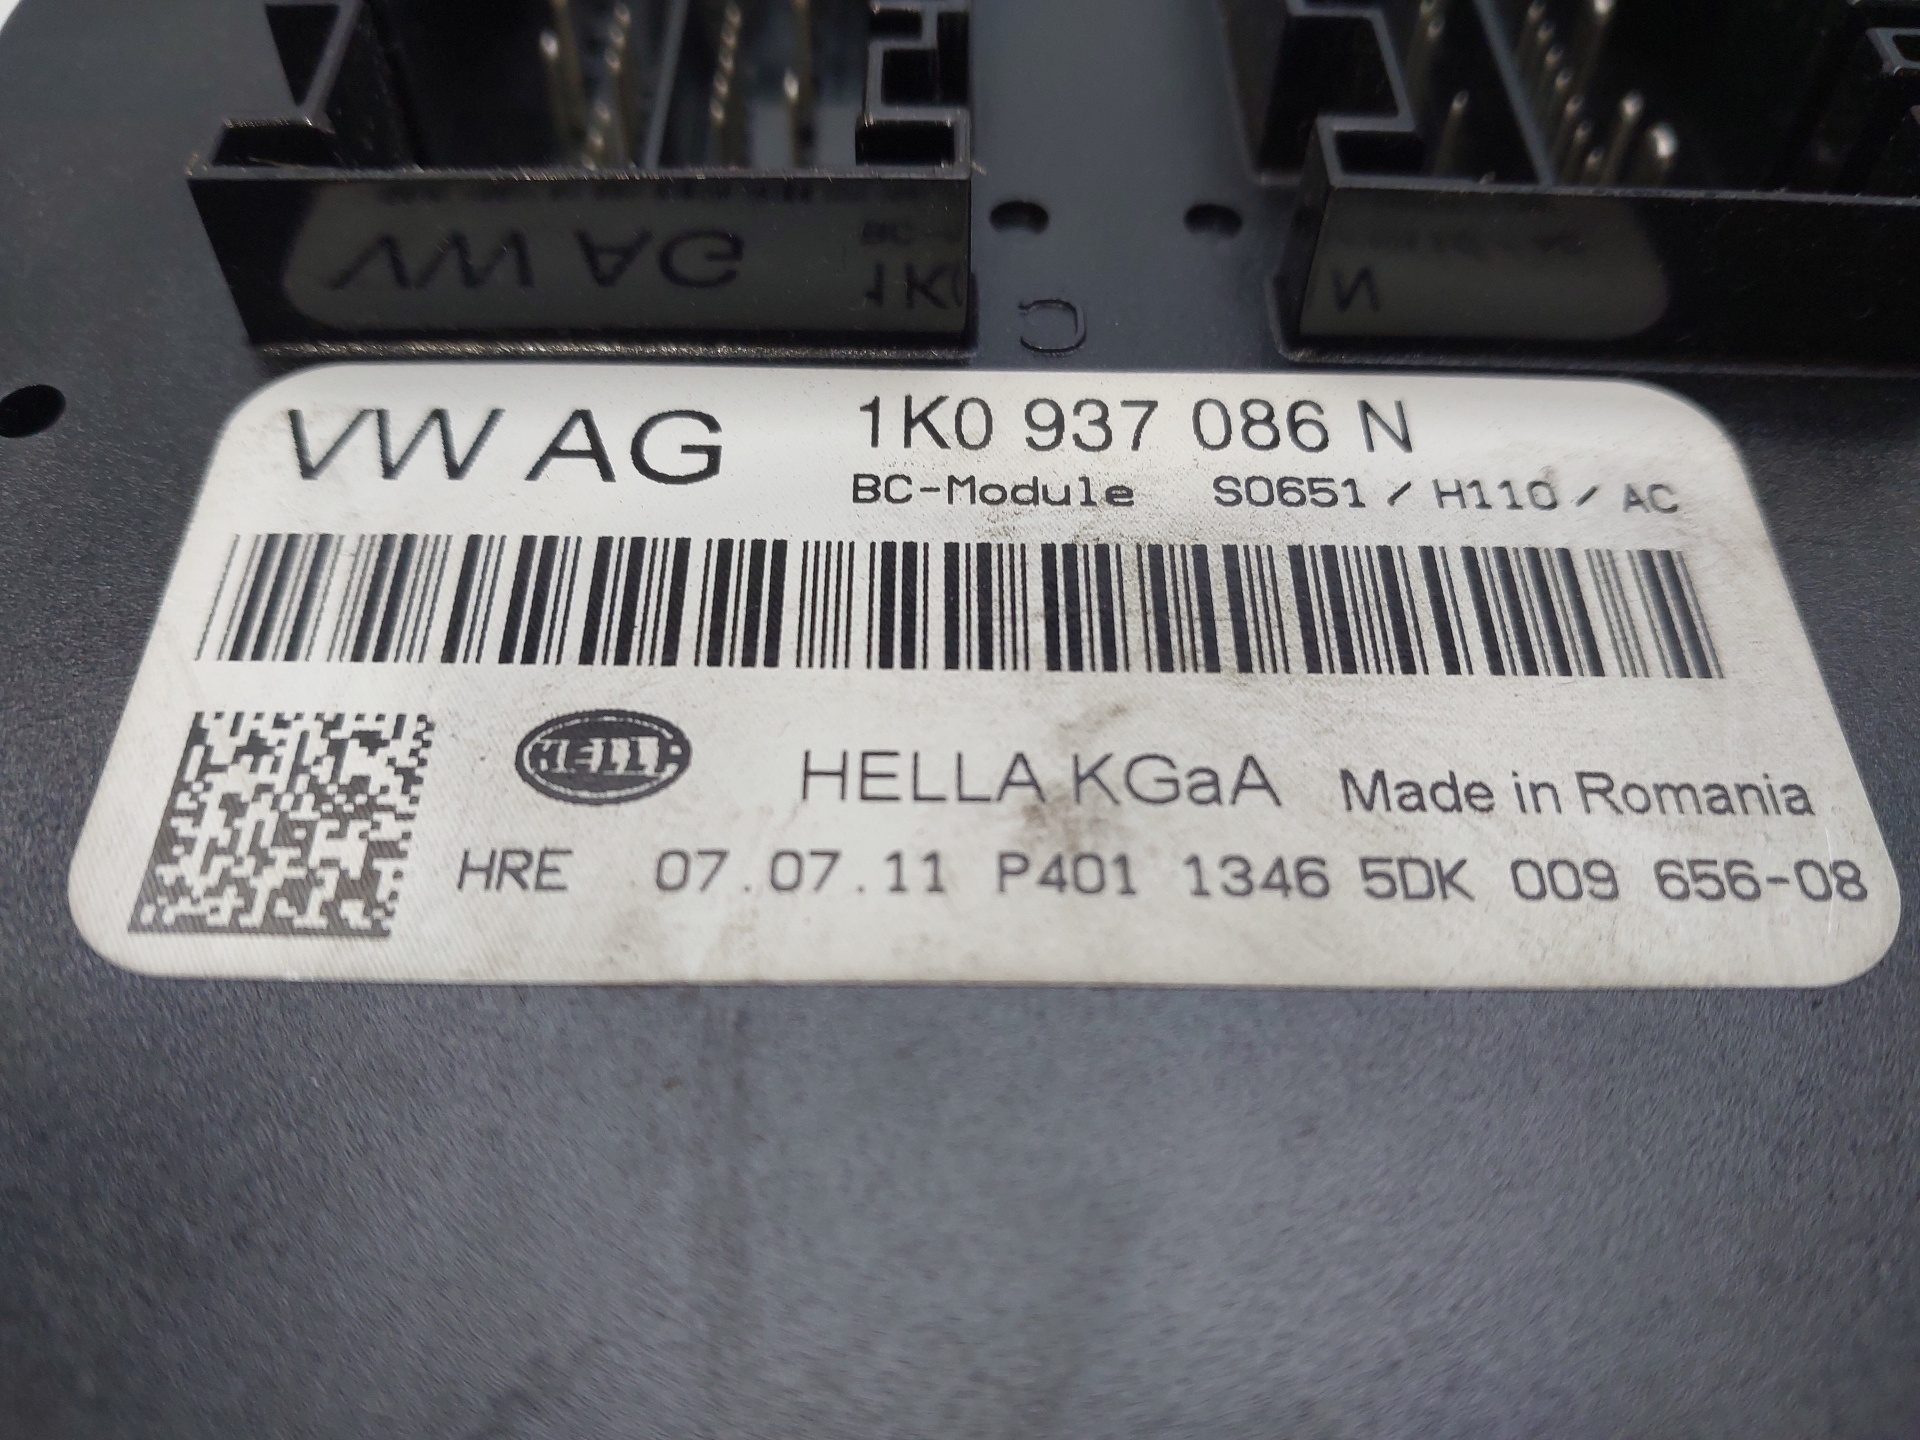 VW AG 1K0 937 086 N
BC-Module S0651 / H110 / AC
HELLA HELLA KGaA Made in Romania
HRE 07.07.11 P401 1346 5DK 009 656-08
C